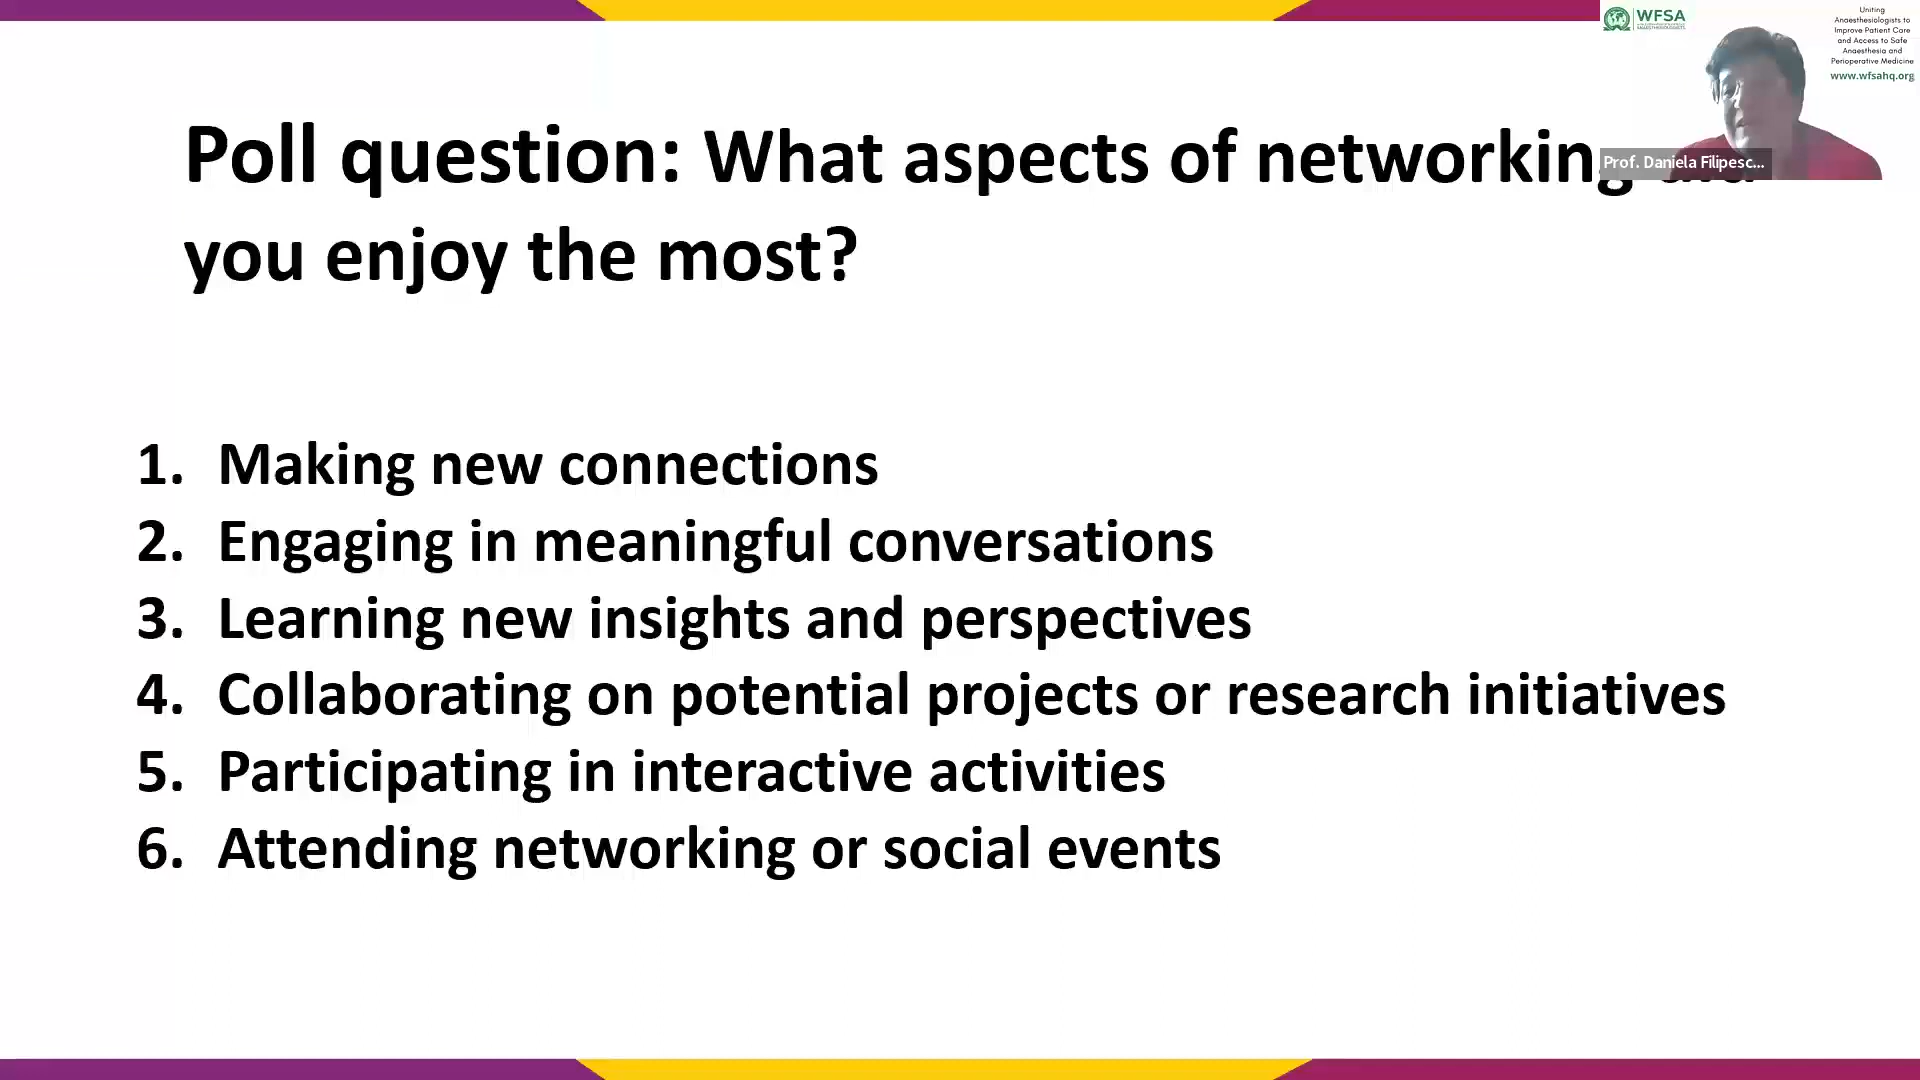 WFSA
Uniting
Anaesthesiologists to
Improve Patient Care
and Access to Safe
Anaesthesia and
Perioperative Medicine
www.wfsahq.org
Prof. Daniela Filipesc...
Poll question: What aspects of networking
you enjoy the most?
1. Making new connections
2. Engaging in meaningful conversations
3. Learning new insights and perspectives
4. Collaborating on potential projects or research initiatives
5. Participating in interactive activities
6. Attending networking or social events